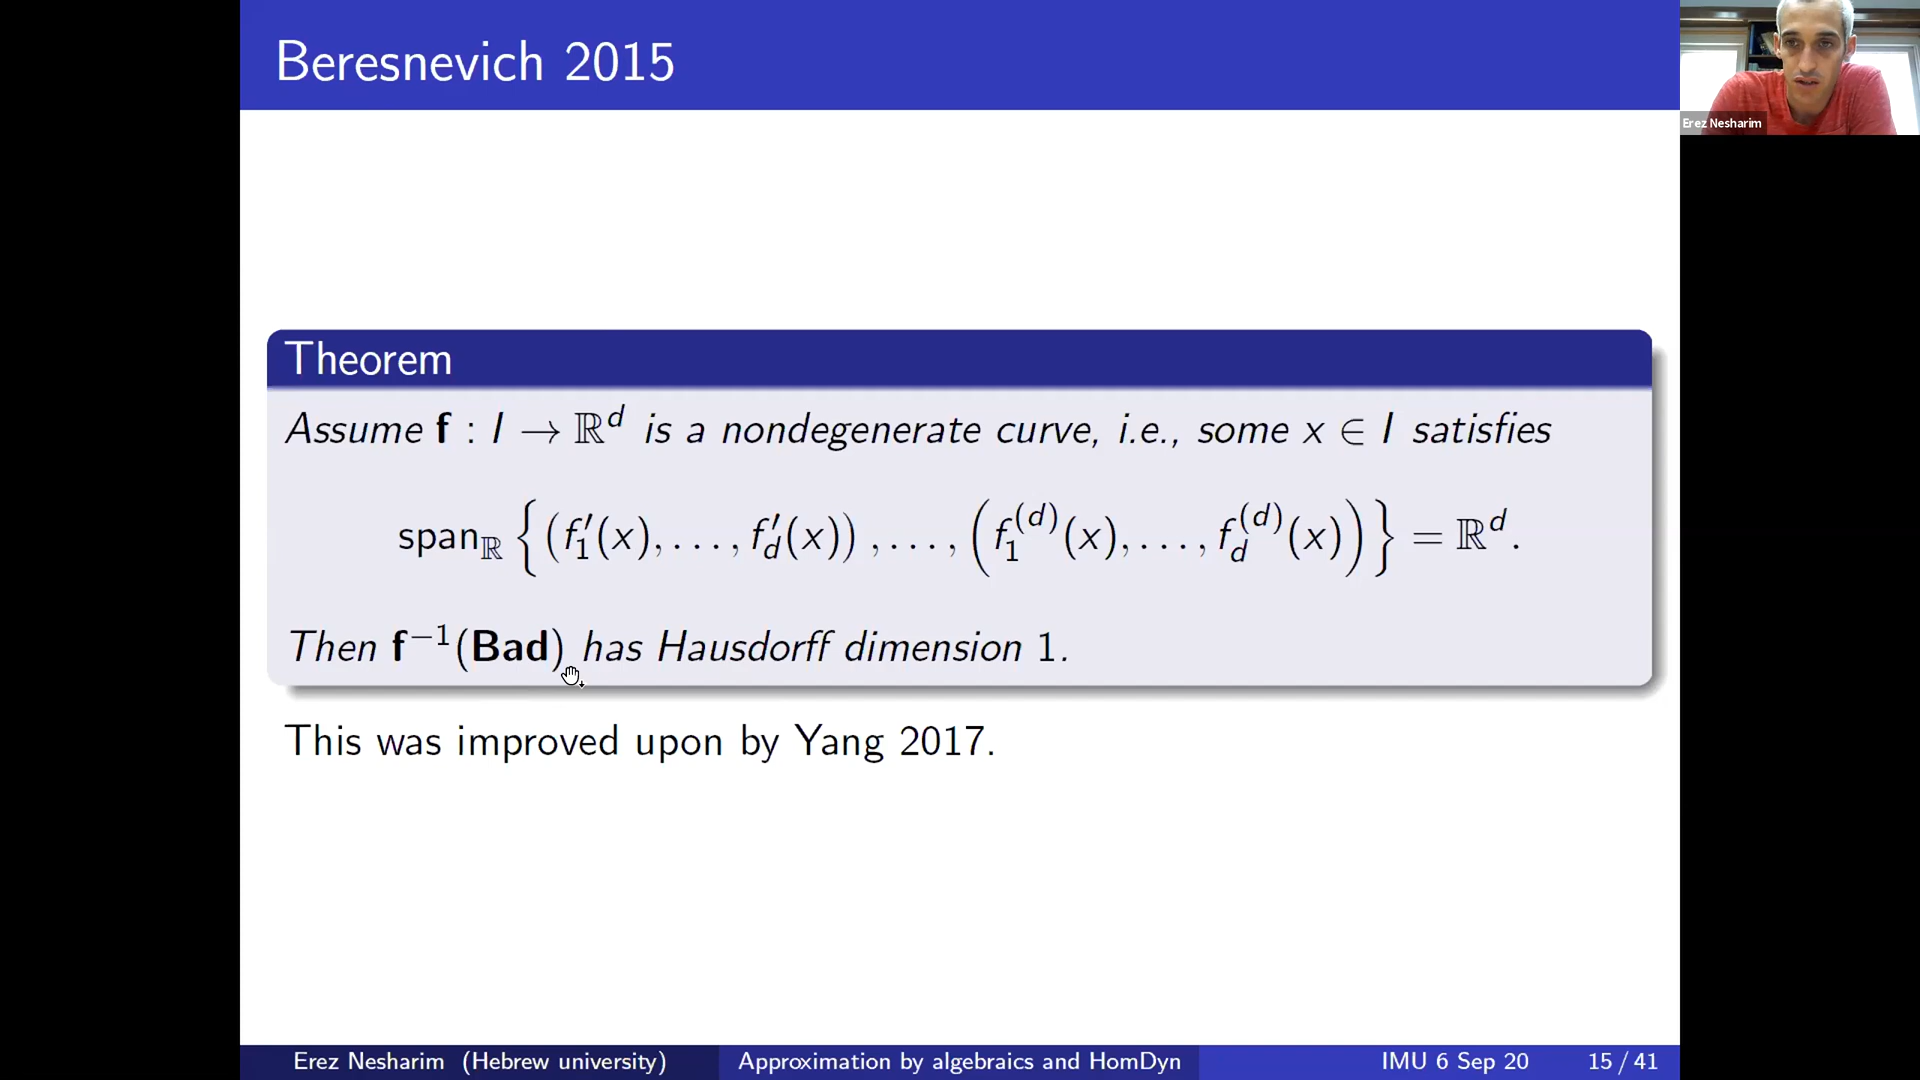 Beresnevich 2015
Erez Nesharim
Theorem
Assume f : I → ℝ^d is a nondegenerate curve, i.e., some x ∈ I satisfies
span_ℝ {(f′_1(x), . . . , f′_d(x)) , . . . , (f_1^{(d)}(x), . . . , f_d^{(d)}(x))} = ℝ^d.
Then f^{−1}(Bad) has Hausdorff dimension 1.
This was improved upon by Yang 2017.
Erez Nesharim (Hebrew university) Approximation by algebraics and HomDyn IMU 6 Sep 20 15 / 41